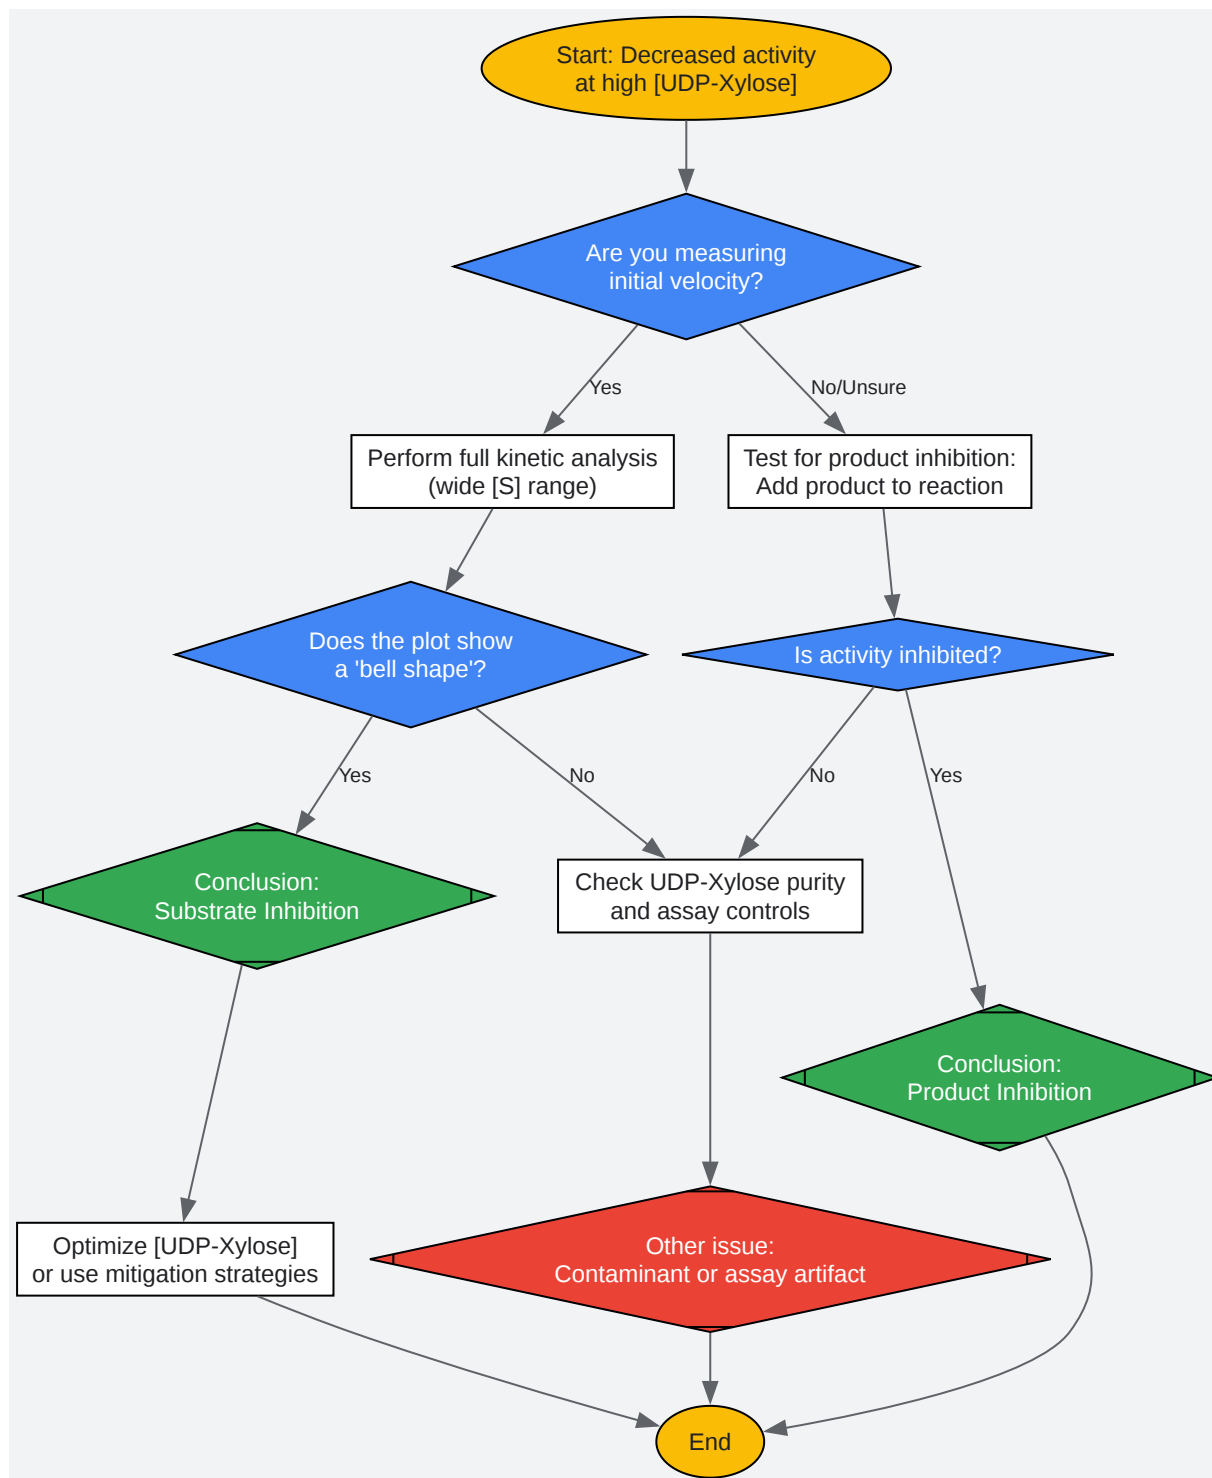 Start: Decreased activity
at high [UDP-Xylose]
Are you measuring
initial velocity?
Yes
No/Unsure
Perform full kinetic analysis
(wide [S] range)
Test for product inhibition:
Add product to reaction
Does the plot show
a 'bell shape'?
Is activity inhibited?
Yes
No
No
Yes
Conclusion:
Substrate Inhibition
Check UDP-Xylose purity
and assay controls
Conclusion:
Product Inhibition
Optimize [UDP-Xylose]
or use mitigation strategies
Other issue:
Contaminant or assay artifact
End